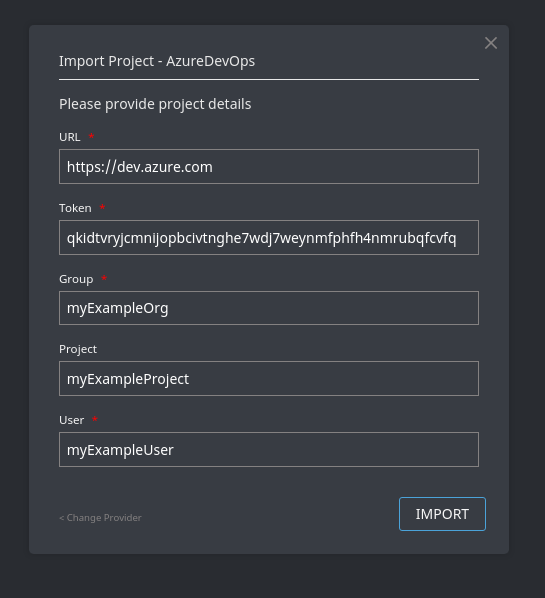 Import Project - AzureDevOps
Please provide project details
URL *
https://dev.azure.com
Token *
qkidtvryjcmnijopbcivtnghe7wdj7weynmfphfh4nmrubqfcvfq
Group *
myExampleOrg
Project
myExampleProject
User *
myExampleUser
< Change Provider
IMPORT